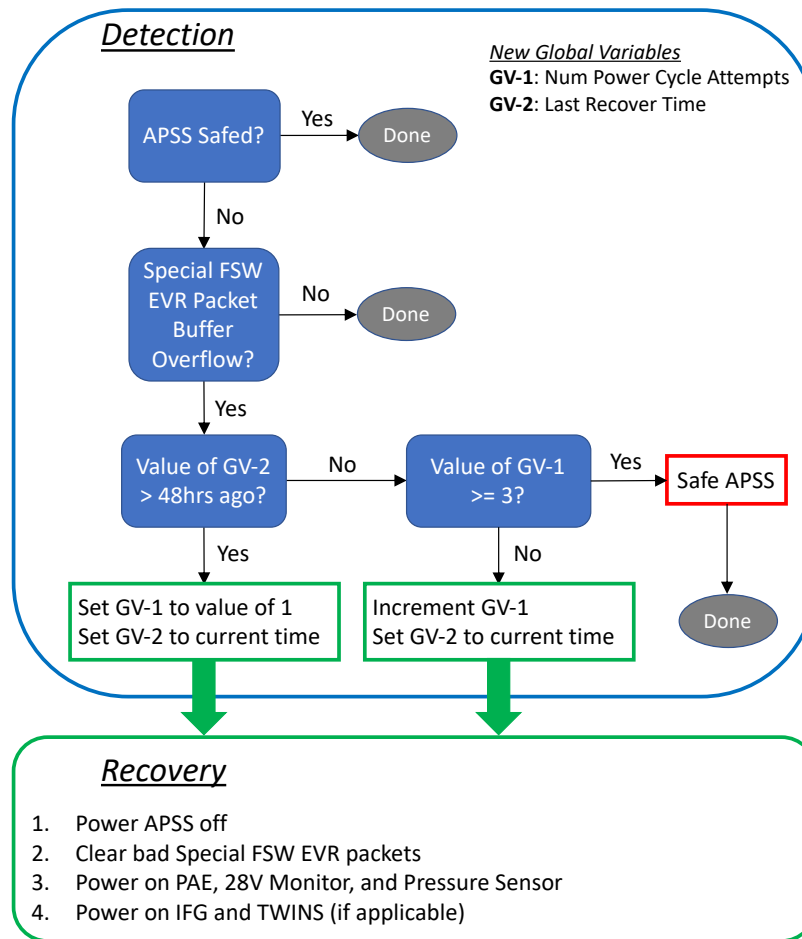 Detection
New Global Variables
GV-1: Num Power Cycle Attempts
GV-2: Last Recover Time
APSS Safed?
Yes
Done
No
Special FSW
EVR Packet
Buffer
Overflow?
No
Done
Yes
Value of GV-2
> 48hrs ago?
No
Value of GV-1
>= 3?
Yes
Safe APSS
Yes
No
Set GV-1 to value of 1
Set GV-2 to current time
Increment GV-1
Set GV-2 to current time
Done
Recovery
1. Power APSS off
2. Clear bad Special FSW EVR packets
3. Power on PAE, 28V Monitor, and Pressure Sensor
4. Power on IFG and TWINS (if applicable)